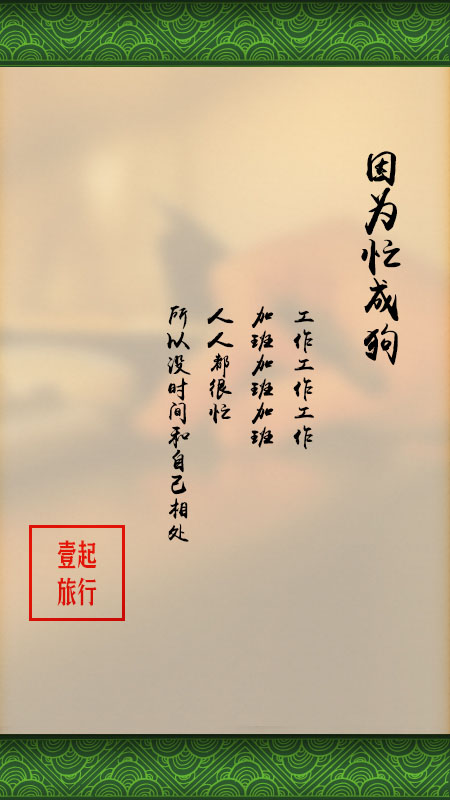 因为忙成狗
工作工作工作
加班加班加班
人人都很忙
所以没时间和自己相处
壹起
旅行